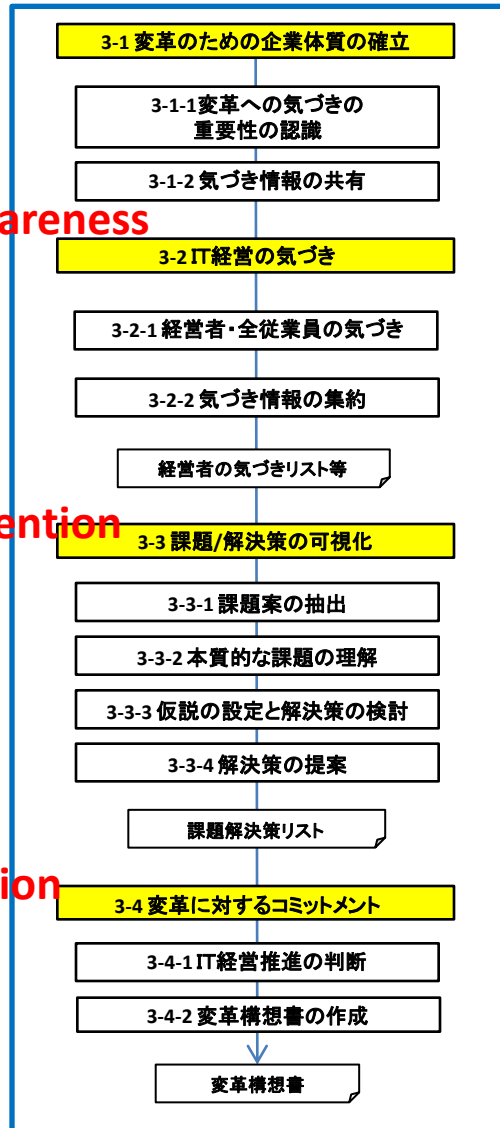 3-1 変革のための企業体質の確立
3-1-1変革への気づきの
重要性の認識
3-1-2 気づき情報の共有
areness
3-2 IT経営の気づき
3-2-1 経営者・全従業員の気づき
3-2-2 気づき情報の集約
経営者の気づきリスト等
ention
3-3 課題/解決策の可視化
3-3-1 課題案の抽出
3-3-2 本質的な課題の理解
3-3-3 仮説の設定と解決策の検討
3-3-4 解決策の提案
課題解決策リスト
tion
3-4 変革に対するコミットメント
3-4-1 IT経営推進の判断
3-4-2 変革構想書の作成
変革構想書